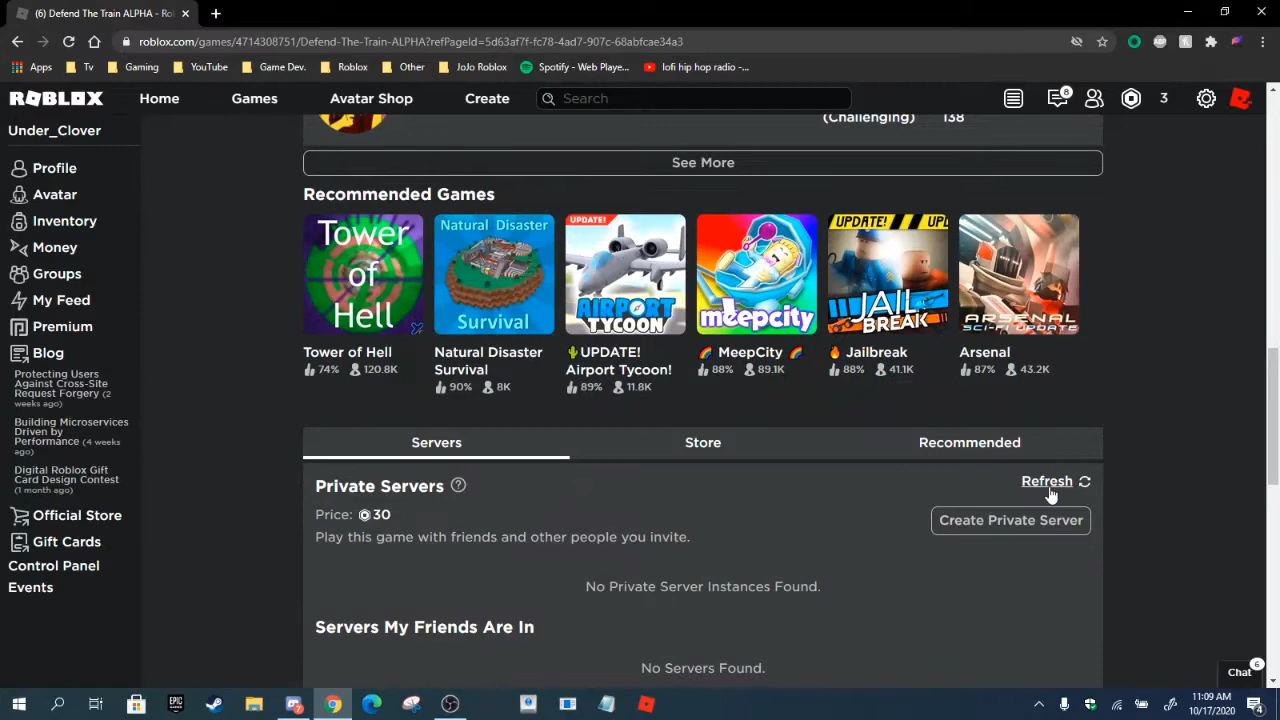 (6) Defend The Train ALPHA - Ro
roblox.com/games/4714308751/Defend-The-Train-ALPHA?refPageId=5d63af7f-fc78-4ad7-907c-68abfcae34a3
Apps Tv Gaming YouTube Game Dev. Roblox Other JoJo Roblox Spotify - Web Playe... lofi hip hop radio -...
ROBLOX Home Games Avatar Shop Create Search 8 3
Under_Clover
Profile
Avatar
Inventory
Money
Groups
My Feed
Premium
Blog
Protecting Users
Against Cross-Site
Request Forgery (2
weeks ago)
Building Microservices
Driven by
Performance (4 weeks
ago)
Digital Roblox Gift
Card Design Contest
(1 month ago)
Official Store
Gift Cards
Control Panel
Events
(Challenging) 138
See More
Recommended Games
Tower
of
Hell
Natural Disaster
Survival
UPDATE!
AIRPORT
TYCOON
meepcity
UPDATE! UPD
JAIL
BREAK
ARSENAL
SCI-FI UPDATE
Tower of Hell
74% 120.8K
Natural Disaster
Survival
90% 8K
🌵UPDATE!
Airport Tycoon!
89% 11.8K
🌈 MeepCity 🌈
88% 89.1K
🔥 Jailbreak
88% 41.1K
Arsenal
87% 43.2K
Servers Store Recommended
Private Servers ?
Refresh
Price: 30
Create Private Server
Play this game with friends and other people you invite.
No Private Server Instances Found.
Servers My Friends Are In
No Servers Found.
Chat 6
EPIC
GAMES
7
11:09 AM
10/17/2020
4